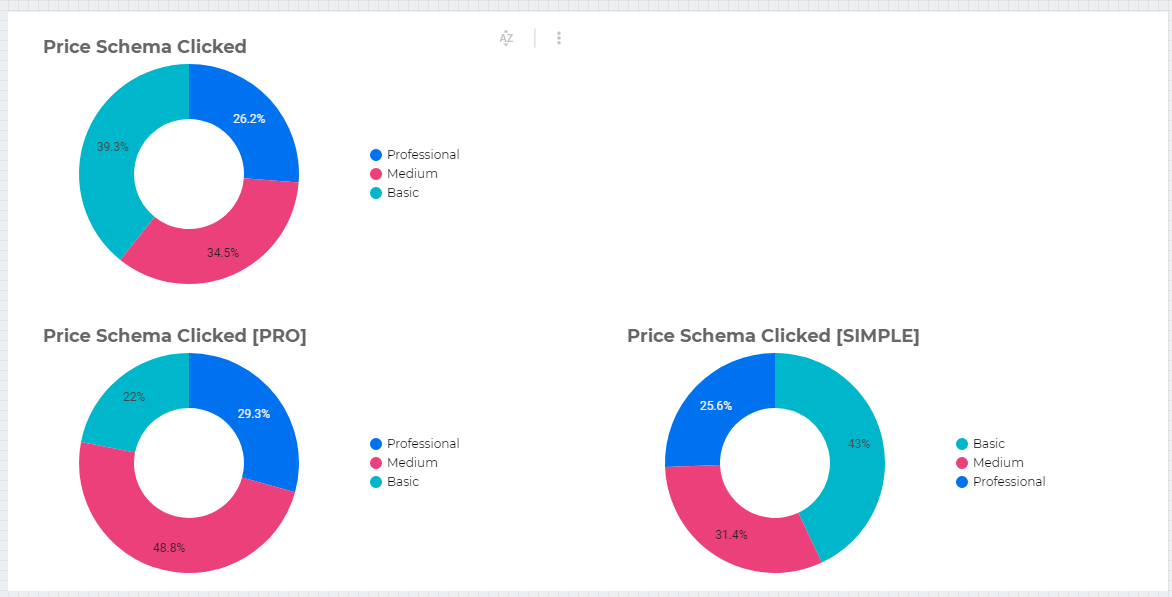 Price Schema Clicked
AZ
26.2%
39.3%
34.5%
Professional
Medium
Basic
Price Schema Clicked [PRO]
22%
29.3%
48.8%
Professional
Medium
Basic
Price Schema Clicked [SIMPLE]
25.6%
43%
31.4%
Basic
Medium
Professional